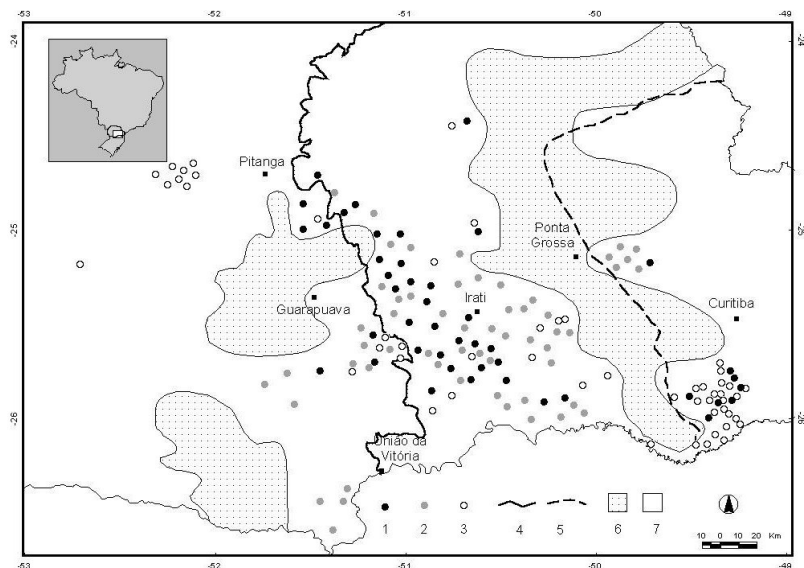 -53 -52 -51 -50 -49
-24 -24
Pitanga
-25 -25
Ponta
Grossa
Guarapuava
Irati
Curitiba
-26 -26
União da
Vitória
1 2 3 4 5 6 7
10 0 10 20 Km
-53 -52 -51 -50 -49